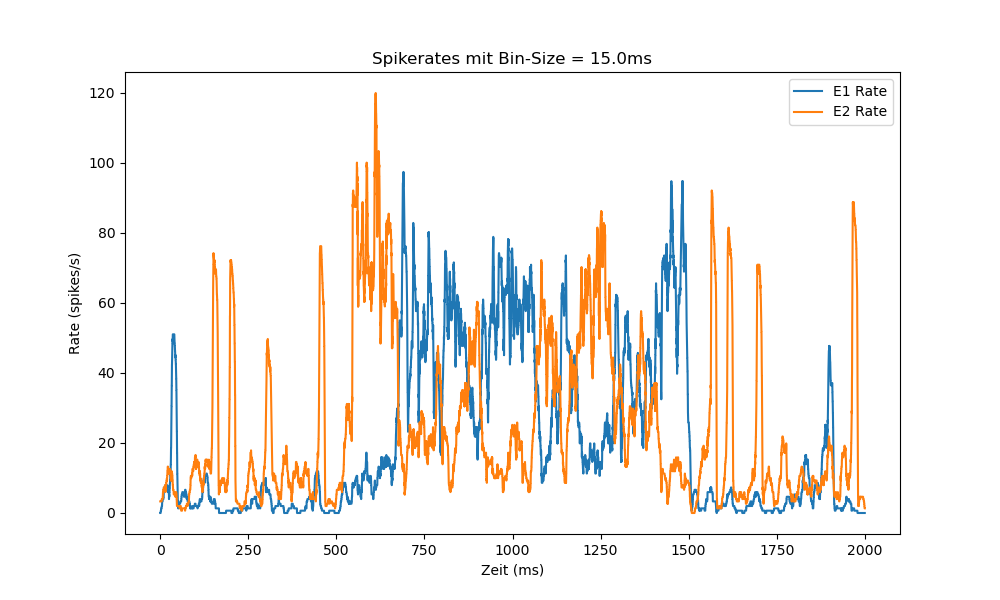 Spikerates mit Bin-Size = 15.0ms
E1 Rate
E2 Rate
120
100
80
60
40
20
0
Rate (spikes/s)
0 250 500 750 1000 1250 1500 1750 2000
Zeit (ms)